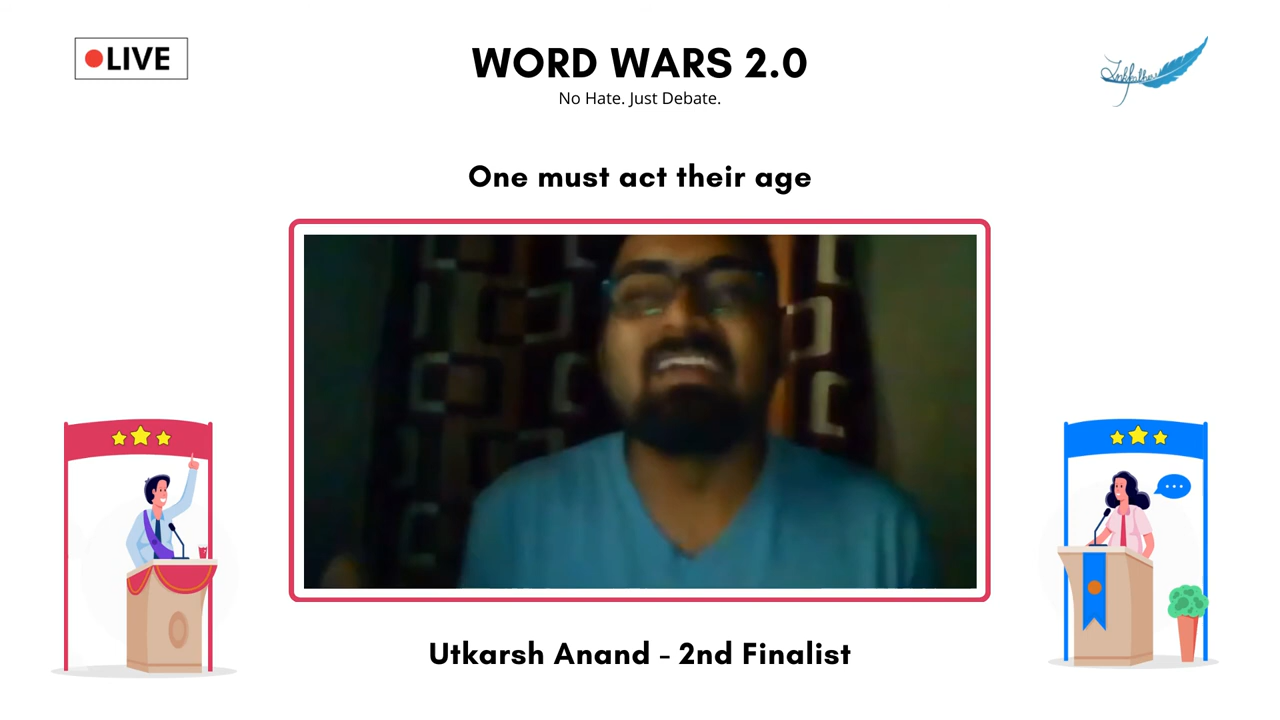 LIVE
WORD WARS 2.0
No Hate. Just Debate.
One must act their age
Utkarsh Anand - 2nd Finalist